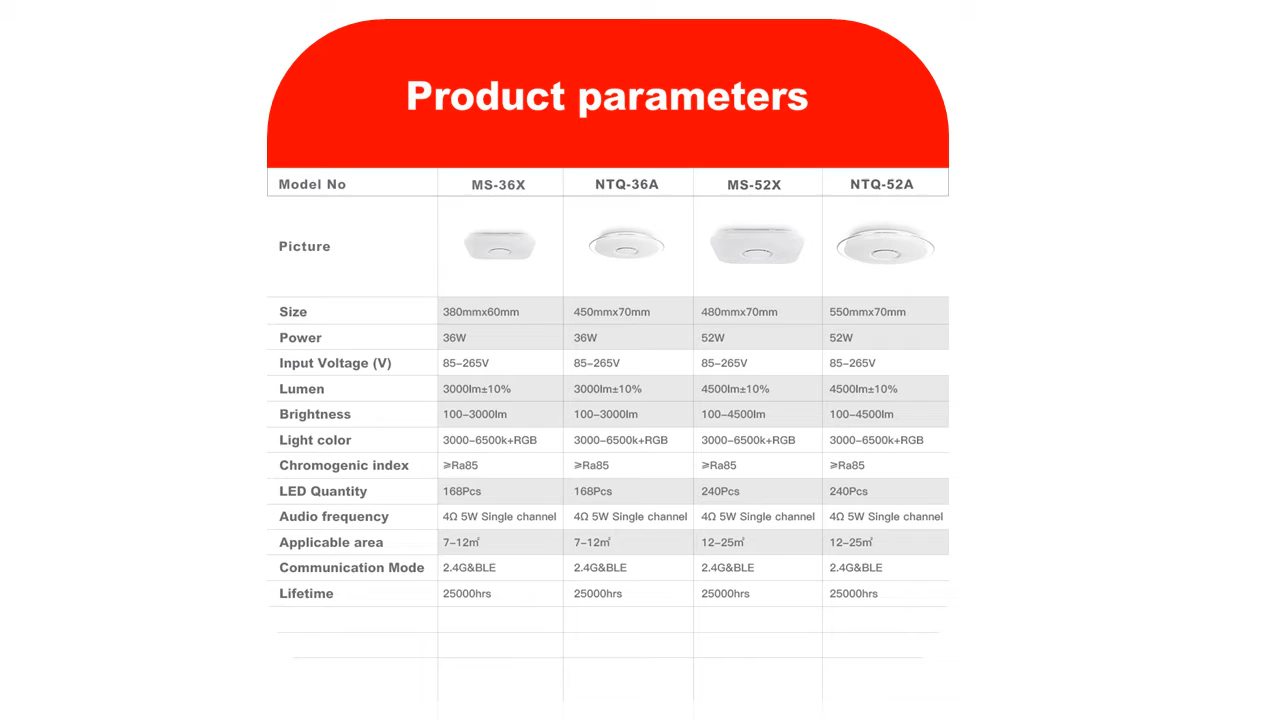 Product parameters
Model No MS-36X NTQ-36A MS-52X NTQ-52A
Picture
Size 380mmx60mm 450mmx70mm 480mmx70mm 550mmx70mm
Power 36W 36W 52W 52W
Input Voltage (V) 85–265V 85–265V 85–265V 85–265V
Lumen 3000lm±10% 3000lm±10% 4500lm±10% 4500lm±10%
Brightness 100–3000lm 100–3000lm 100–4500lm 100–4500lm
Light color 3000–6500k+RGB 3000–6500k+RGB 3000–6500k+RGB 3000–6500k+RGB
Chromogenic index ⩾Ra85 ⩾Ra85 ⩾Ra85 ⩾Ra85
LED Quantity 168Pcs 168Pcs 240Pcs 240Pcs
Audio frequency 4Ω 5W Single channel 4Ω 5W Single channel 4Ω 5W Single channel 4Ω 5W Single channel
Applicable area 7–12㎡ 7–12㎡ 12–25㎡ 12–25㎡
Communication Mode 2.4G&BLE 2.4G&BLE 2.4G&BLE 2.4G&BLE
Lifetime 25000hrs 25000hrs 25000hrs 25000hrs